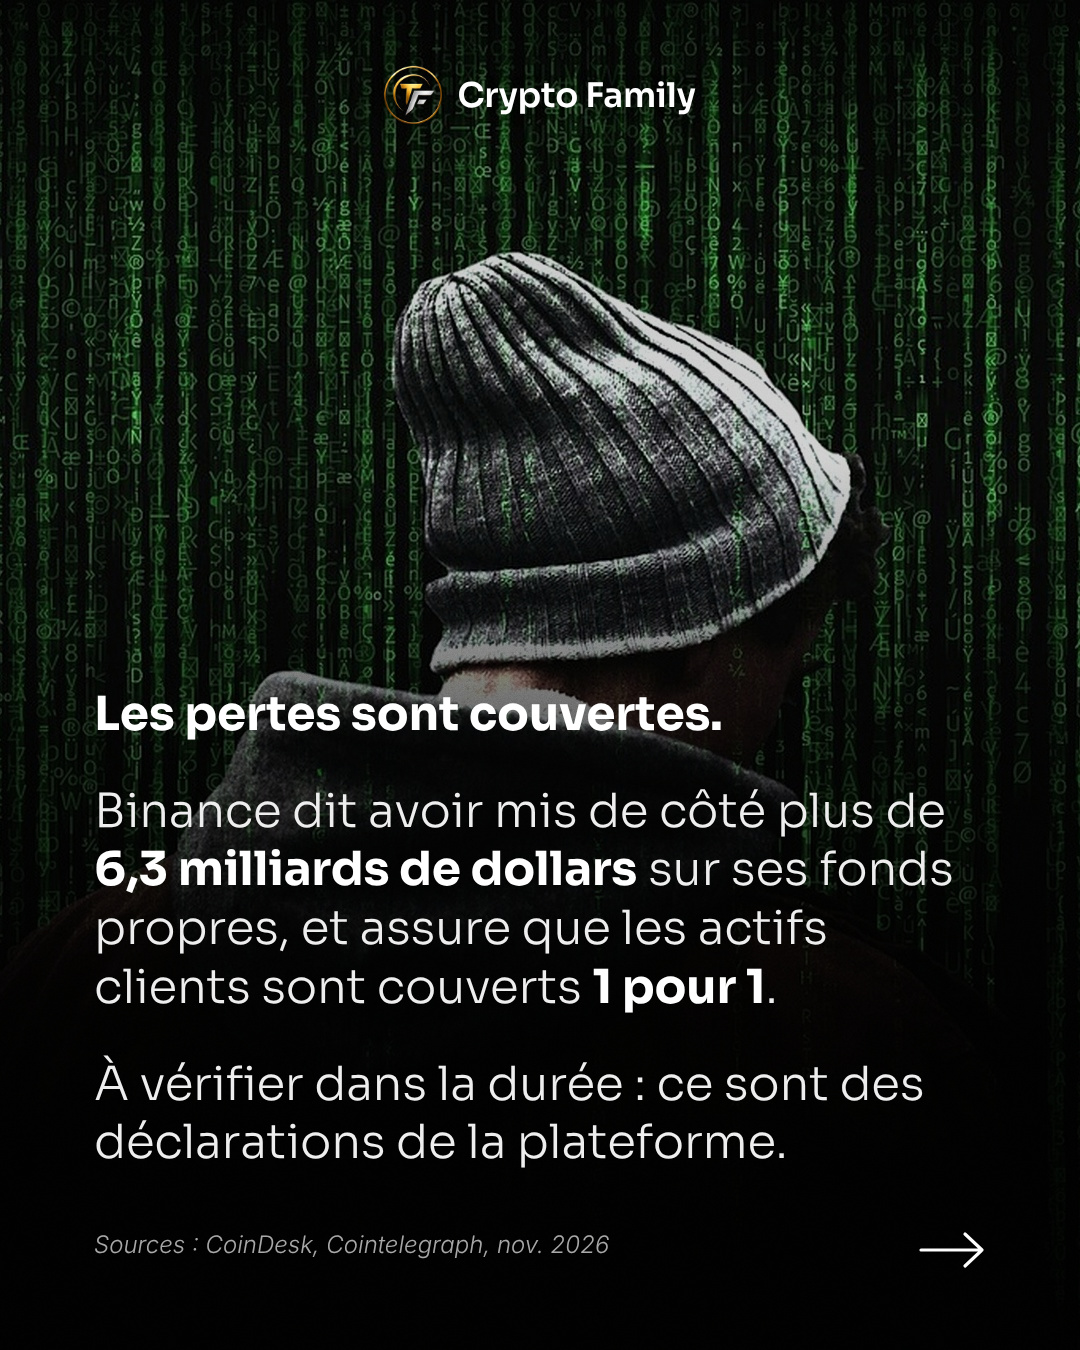 Crypto Family
Les pertes sont couvertes.
Binance dit avoir mis de côté plus de
6,3 milliards de dollars sur ses fonds
propres, et assure que les actifs
clients sont couverts 1 pour 1.
À vérifier dans la durée : ce sont des
déclarations de la plateforme.
Sources : CoinDesk, Cointelegraph, nov. 2026